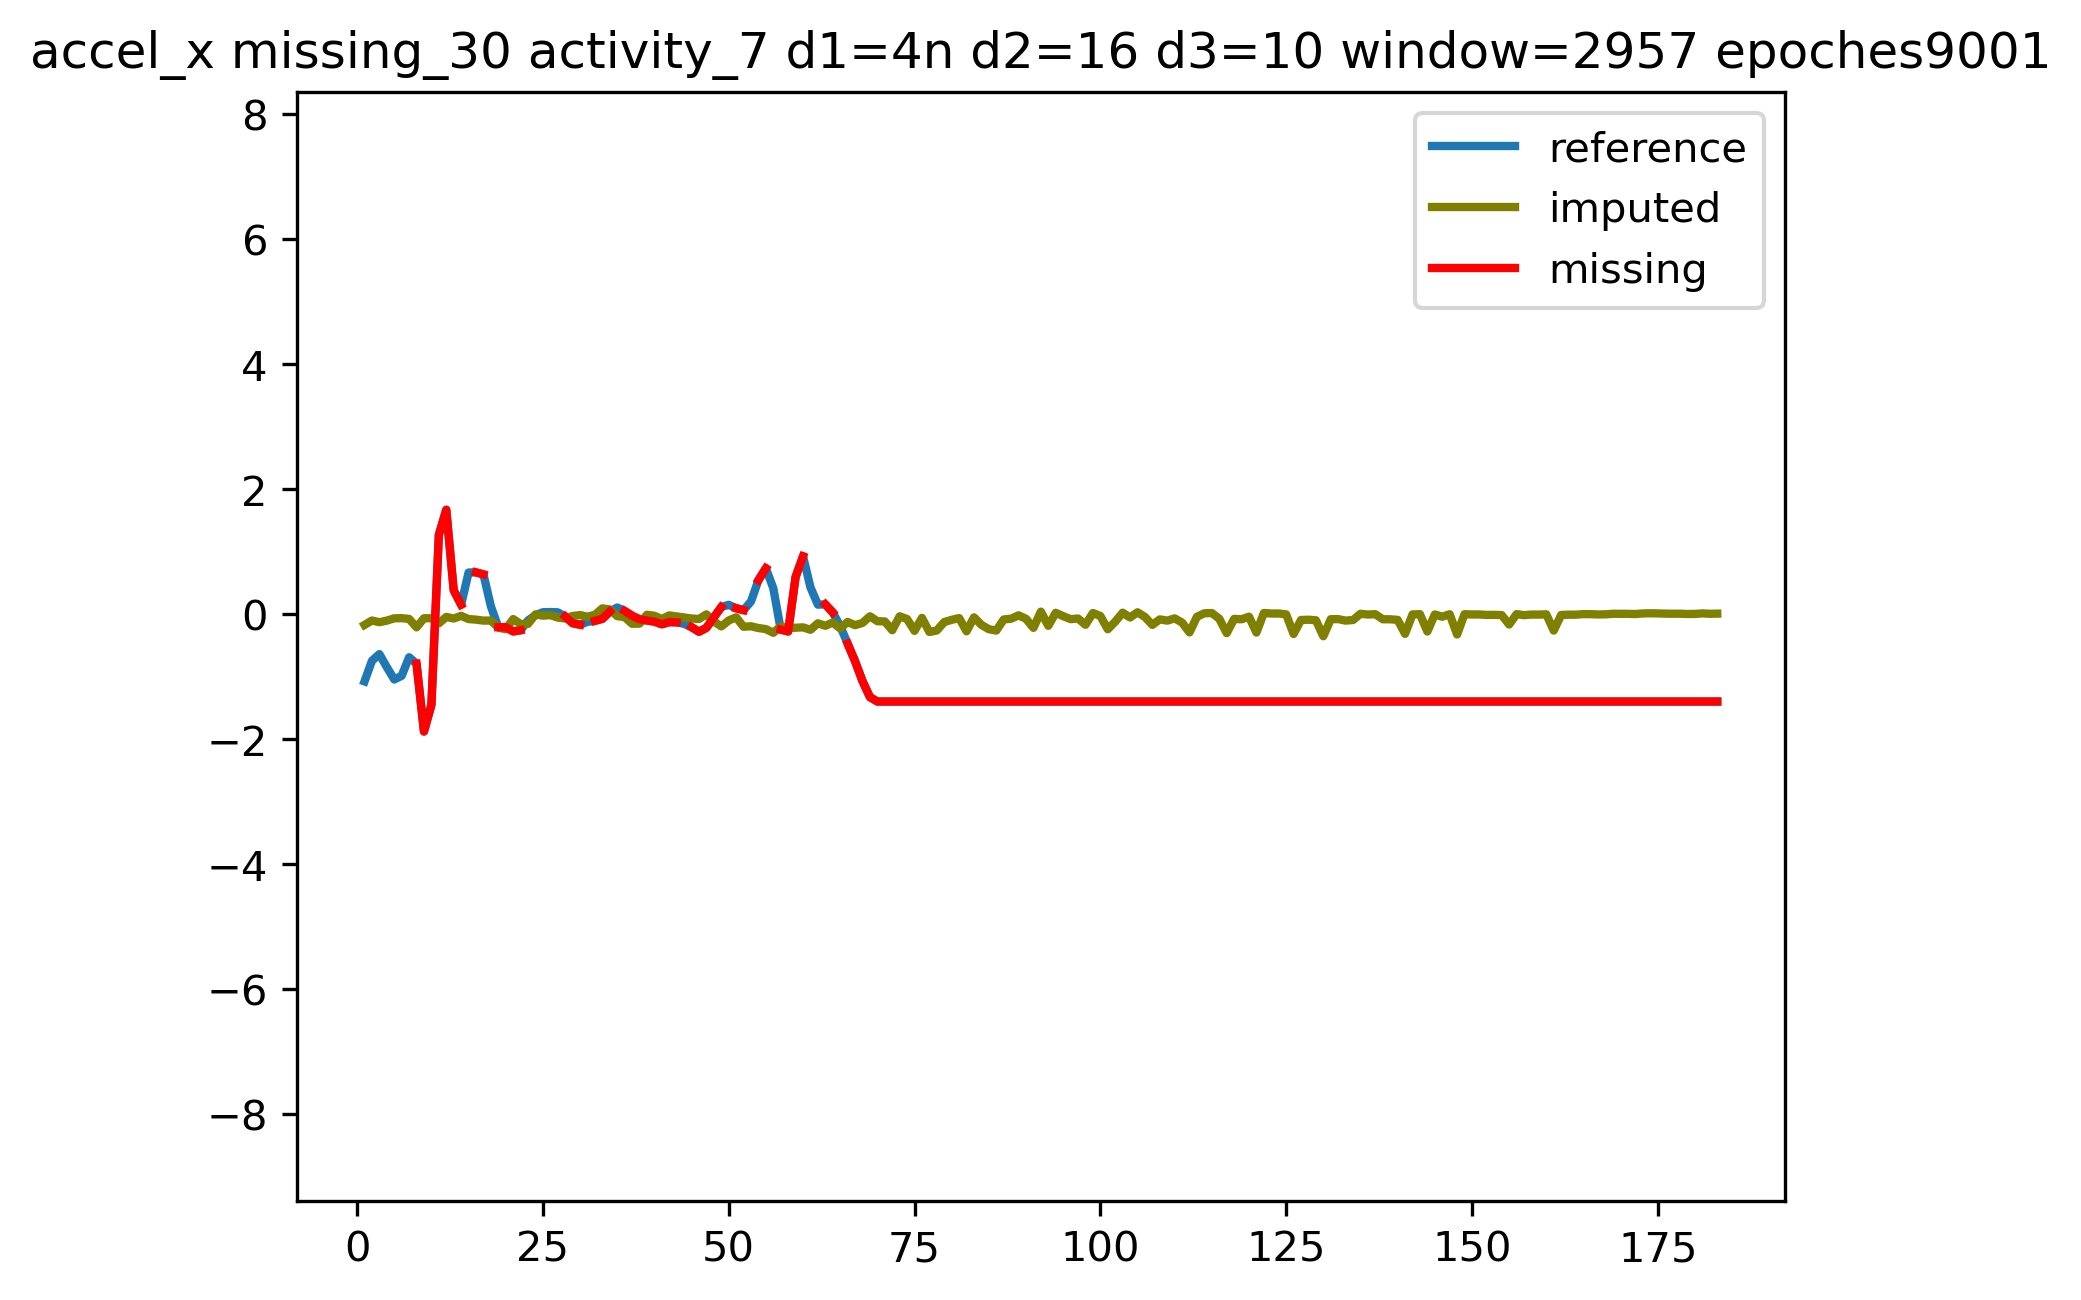 accel_x missing_30 activity_7 d1=4n d2=16 d3=10 window=2957 epoches9001
reference
imputed
missing
8
6
4
2
0
−2
−4
−6
−8
0 25 50 75 100 125 150 175